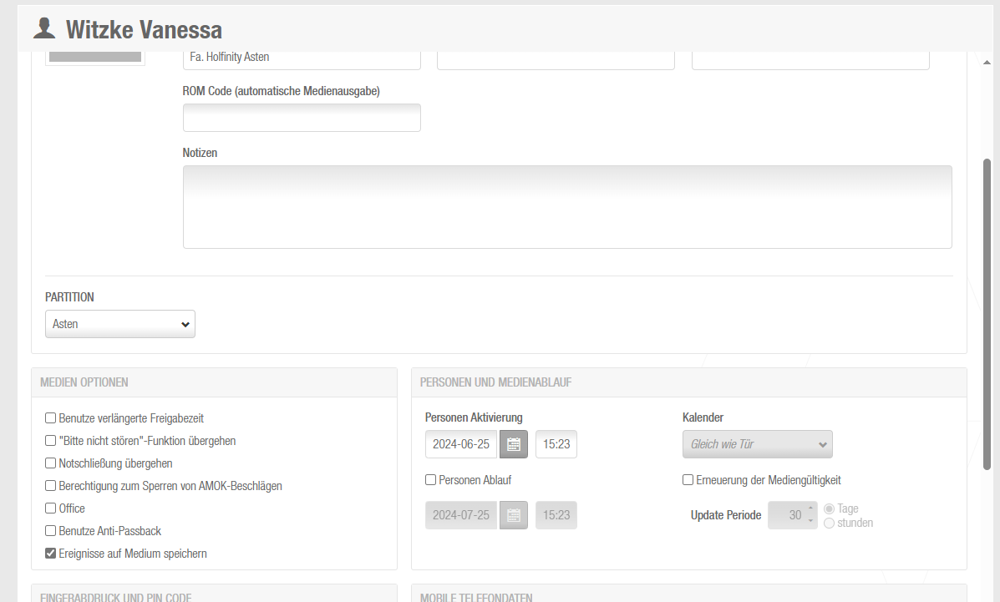 Witzke Vanessa
Fa. Holfinity Asten
ROM Code (automatische Medienausgabe)
Notizen
PARTITION
Asten
MEDIEN OPTIONEN
Benutze verlängerte Freigabezeit
"Bitte nicht stören"-Funktion übergehen
Notschließung übergehen
Berechtigung zum Sperren von AMOK-Beschlägen
Office
Benutze Anti-Passback
Ereignisse auf Medium speichern
PERSONEN UND MEDIENABLAUF
Personen Aktivierung
Kalender
2024-06-25 15:23
Gleich wie Tür
Personen Ablauf
Erneuerung der Mediengültigkeit
2024-07-25 15:23
Update Periode 30 Tage
stunden
FINGERABDRUCK UND PIN CODE
MOBILE TELEFONDATEN